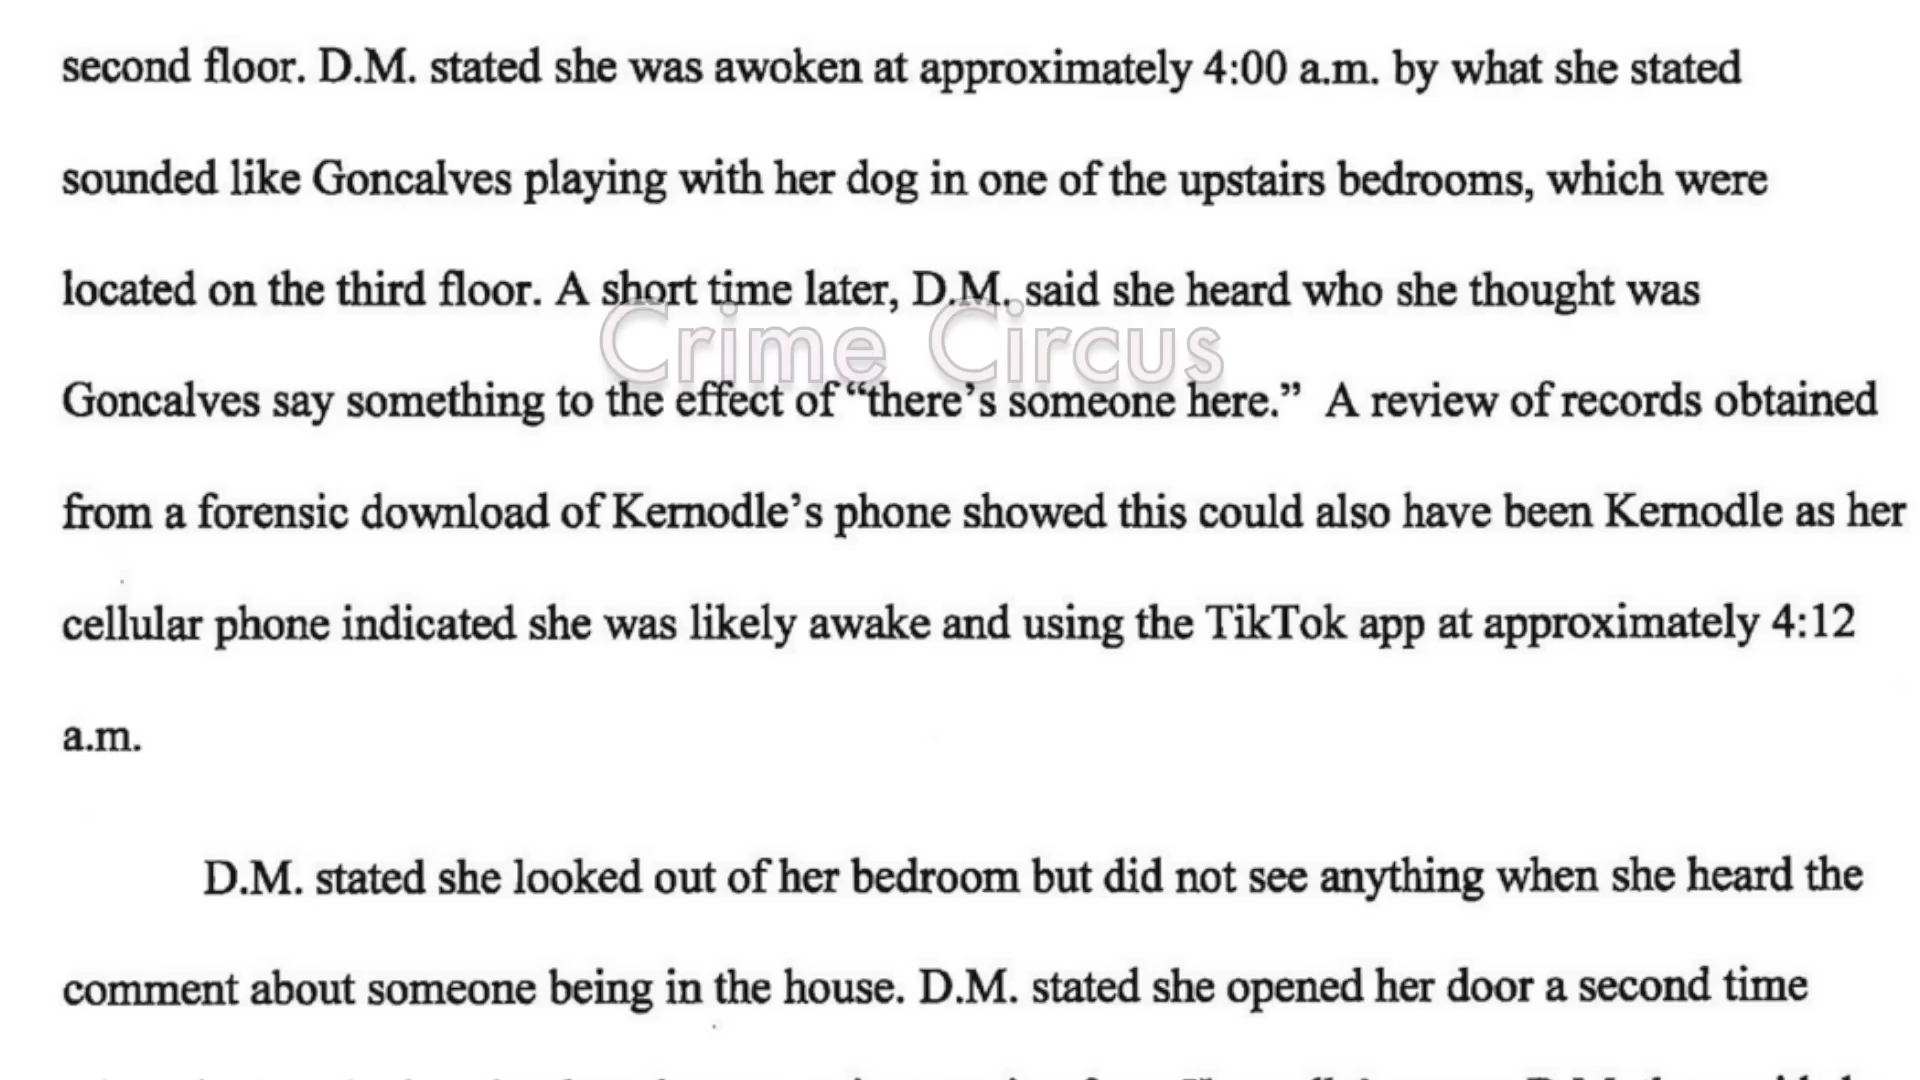 second floor. D.M. stated she was awoken at approximately 4:00 a.m. by what she stated
sounded like Goncalves playing with her dog in one of the upstairs bedrooms, which were
located on the third floor. A short time later, D.M. said she heard who she thought was
Crime Circus
Goncalves say something to the effect of “there’s someone here.”  A review of records obtained
from a forensic download of Kernodle’s phone showed this could also have been Kernodle as her
cellular phone indicated she was likely awake and using the TikTok app at approximately 4:12
a.m.
D.M. stated she looked out of her bedroom but did not see anything when she heard the
comment about someone being in the house. D.M. stated she opened her door a second time